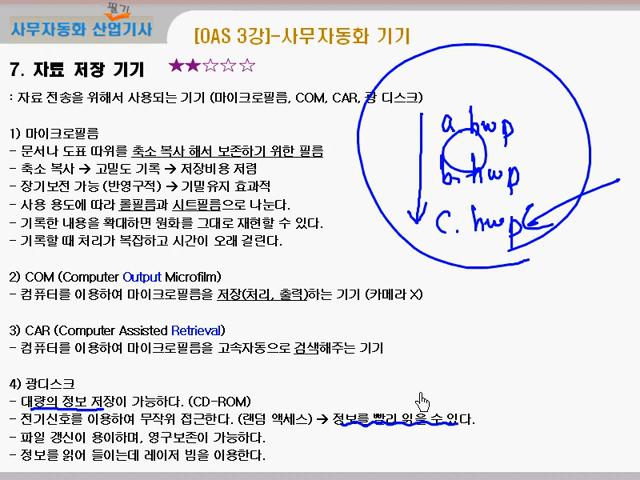 필기
사무자동화 산업기사
[OAS 3강]-사무자동화 기기
7. 자료 저장 기기 ★★☆☆☆
: 자료 전송을 위해서 사용되는 기기 (마이크로필름, COM, CAR, 광 디스크)
1) 마이크로필름
- 문서나 도표 따위를 축소 복사 해서 보존하기 위한 필름
- 축소 복사 → 고밀도 기록 → 저장비용 저렴
- 장기보전 가능 (반영구적) → 기밀유지 효과적
- 사용 용도에 따라 롤필름과 시트필름으로 나눈다.
- 기록한 내용을 확대하면 원화를 그대로 재현할 수 있다.
- 기록할 때 처리가 복잡하고 시간이 오래 걸린다.
a. hwp
b. hwp
c. hwp
2) COM (Computer Output Microfilm)
- 컴퓨터를 이용하여 마이크로필름을 저장(처리, 출력)하는 기기 (카메라 X)
3) CAR (Computer Assisted Retrieval)
- 컴퓨터를 이용하여 마이크로필름을 고속자동으로 검색해주는 기기
4) 광디스크
- 대량의 정보 저장이 가능하다. (CD-ROM)
- 전기신호를 이용하여 무작위 접근한다. (랜덤 액세스) → 정보를 빨리 읽을 수 있다.
- 파일 갱신이 용이하며, 영구보존이 가능하다.
- 정보를 읽어 들이는데 레이저 빔을 이용한다.